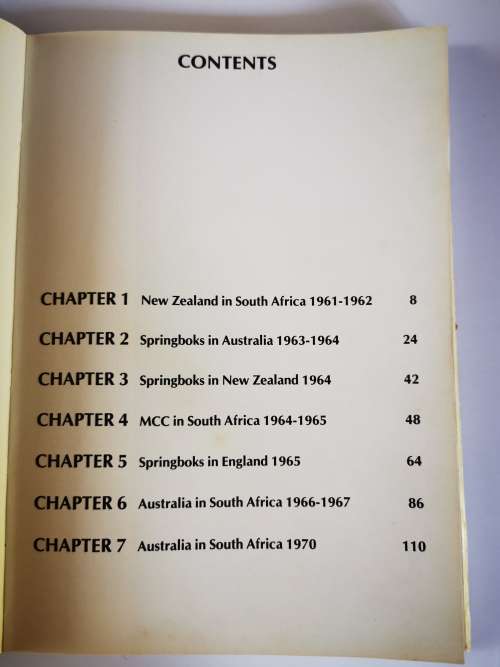 CONTENTS
CHAPTER 1 New Zealand in South Africa 1961-1962 8
CHAPTER 2 Springboks in Australia 1963-1964 24
CHAPTER 3 Springboks in New Zealand 1964 42
CHAPTER 4 MCC in South Africa 1964-1965 48
CHAPTER 5 Springboks in England 1965 64
CHAPTER 6 Australia in South Africa 1966-1967 86
CHAPTER 7 Australia in South Africa 1970 110